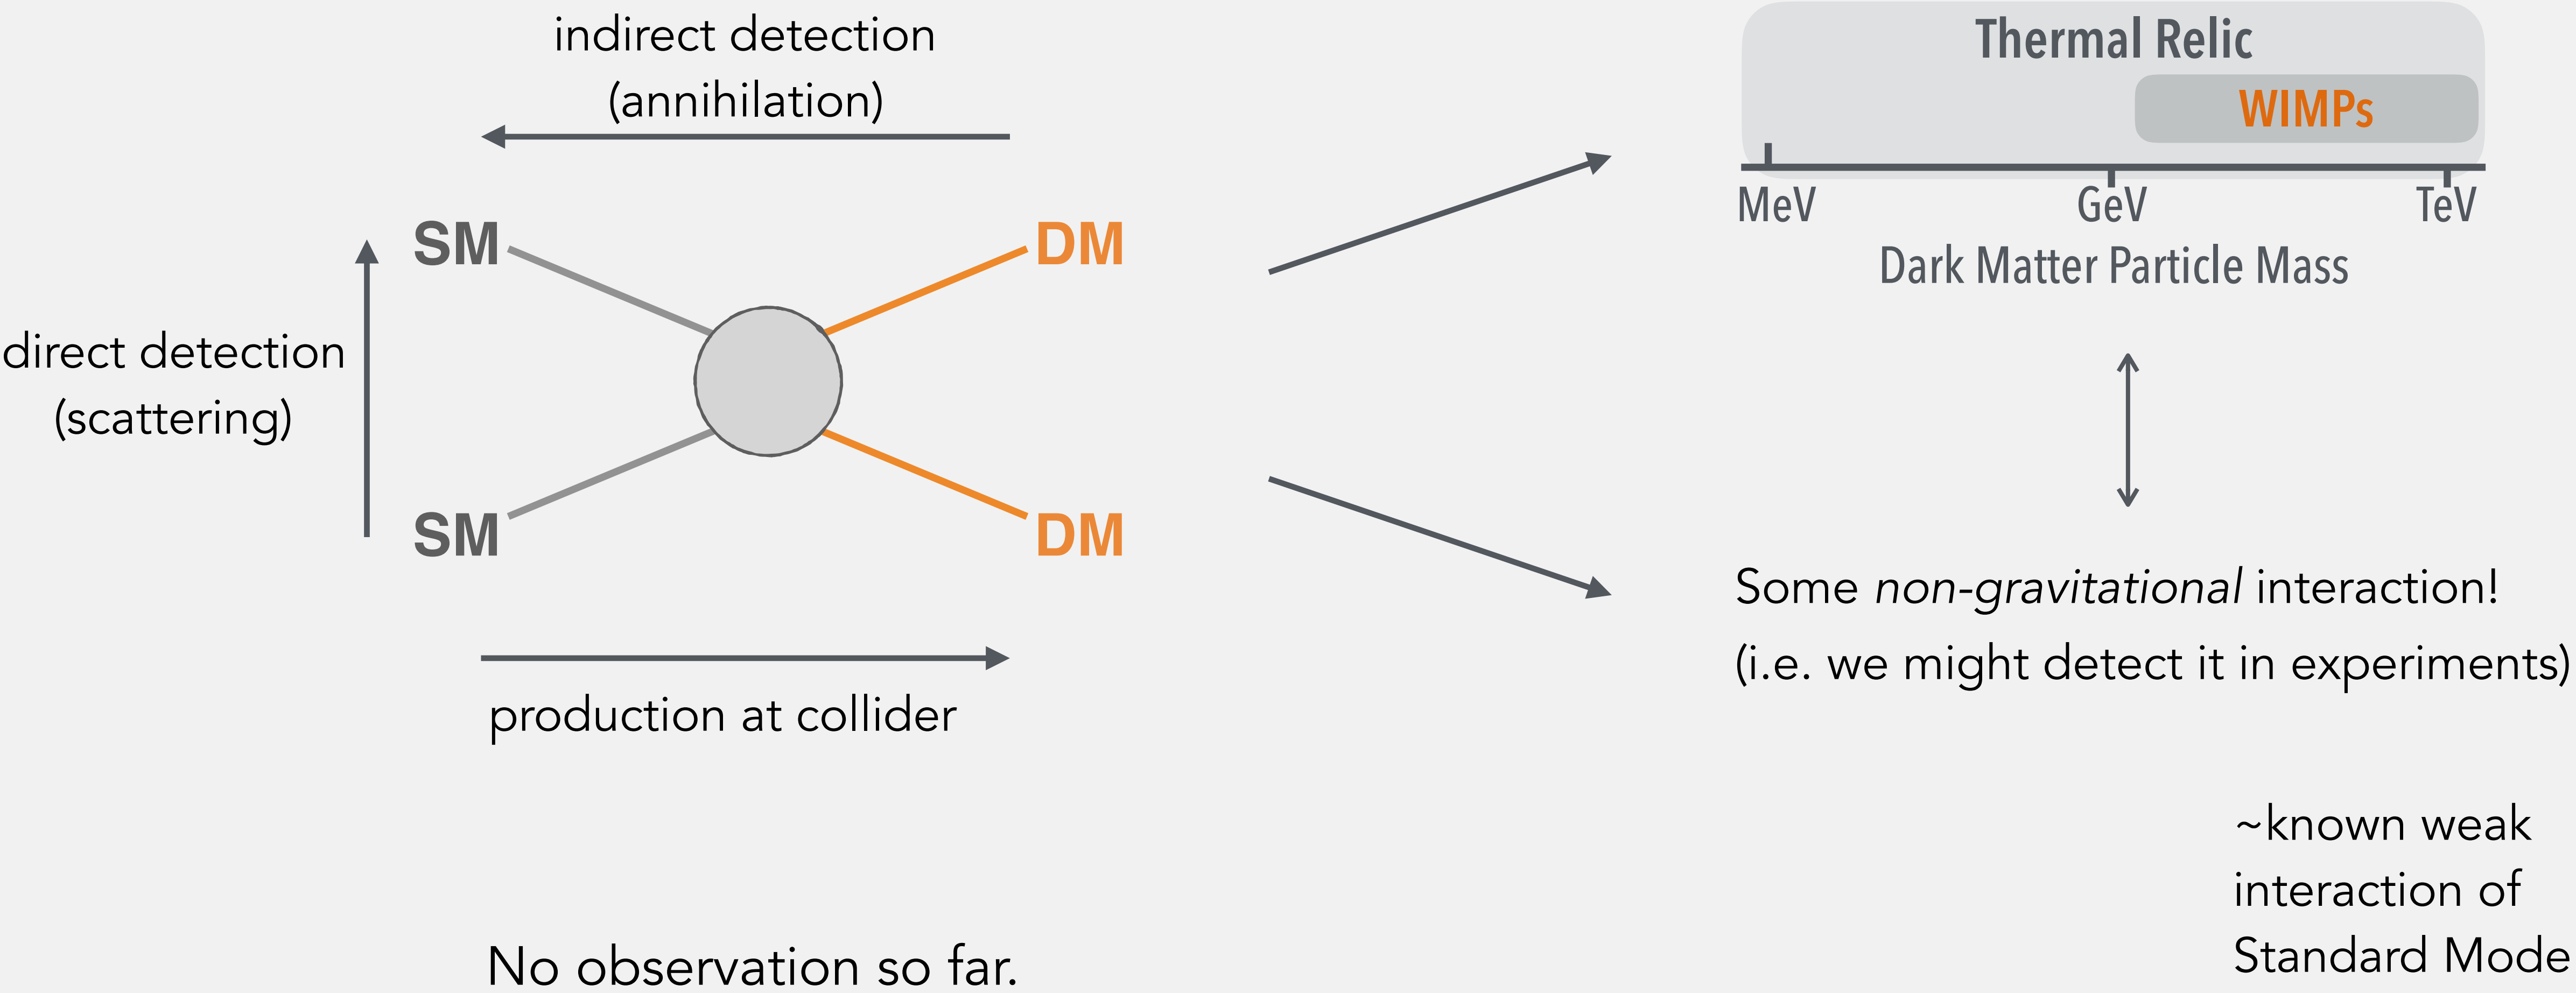 indirect detection
(annihilation)
SM
DM
direct detection
(scattering)
SM
DM
production at collider
No observation so far.
Thermal Relic
WIMPs
MeV
GeV
TeV
Dark Matter Particle Mass
Some non-gravitational interaction!
(i.e. we might detect it in experiments)
~known weak
interaction of
Standard Mode